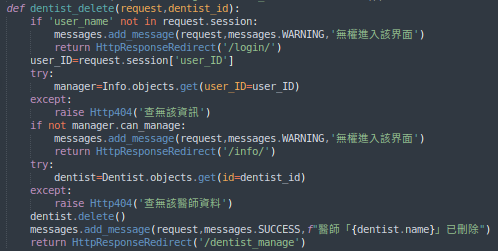 def dentist_delete(request,dentist_id):
    if 'user_name' not in request.session:
        messages.add_message(request,messages.WARNING,'無權進入該界面')
        return HttpResponseRedirect('/login/')
    user_ID=request.session['user_ID']
    try:
        manager=Info.objects.get(user_ID=user_ID)
    except:
        raise Http404('查無該資訊')
    if not manager.can_manage:
        messages.add_message(request,messages.WARNING,'無權進入該界面')
        return HttpResponseRedirect('/info/')
    try:
        dentist=Dentist.objects.get(id=dentist_id)
    except:
        raise Http404('查無該醫師資料')
    dentist.delete()
    messages.add_message(request,messages.SUCCESS,f"醫師「{dentist.name}」已刪除")
    return HttpResponseRedirect('/dentist_manage')